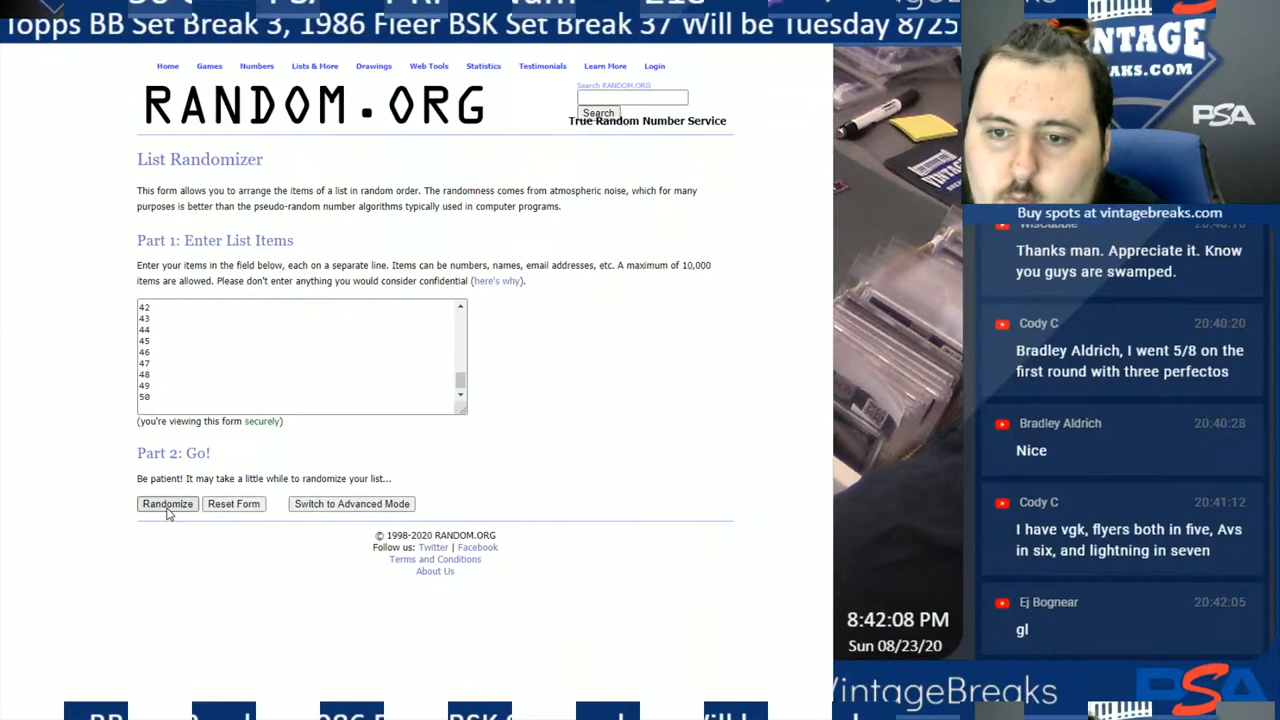 Topps BB Set Break 3, 1986 Fleer BSK Set Break 37 Will be Tuesday 8/25
Home Games Numbers Lists & More Drawings Web Tools Statistics Testimonials Learn More Login
Search RANDOM.ORG
RANDOM.ORG
Search
True Random Number Service
List Randomizer
This form allows you to arrange the items of a list in random order. The randomness comes from atmospheric noise, which for many
purposes is better than the pseudo-random number algorithms typically used in computer programs.
Part 1: Enter List Items
Enter your items in the field below, each on a separate line. Items can be numbers, names, email addresses, etc. A maximum of 10,000
items are allowed. Please don't enter anything you would consider confidential (here's why).
42
43
44
45
46
47
48
49
50
(you're viewing this form securely)
Part 2: Go!
Be patient! It may take a little while to randomize your list...
Randomize Reset Form Switch to Advanced Mode
© 1998-2020 RANDOM.ORG
Follow us: Twitter | Facebook
Terms and Conditions
About Us
PSA
Buy spots at vintagebreaks.com
Thanks man. Appreciate it. Know
you guys are swamped.
Cody C 20:40:20
Bradley Aldrich, I went 5/8 on the
first round with three perfectos
Bradley Aldrich 20:40:28
Nice
Cody C 20:41:12
I have vgk, flyers both in five, Avs
in six, and lightning in seven
Ej Bognear 20:42:05
gl
8:42:08 PM
Sun 08/23/20
VintageBreaks
PSA